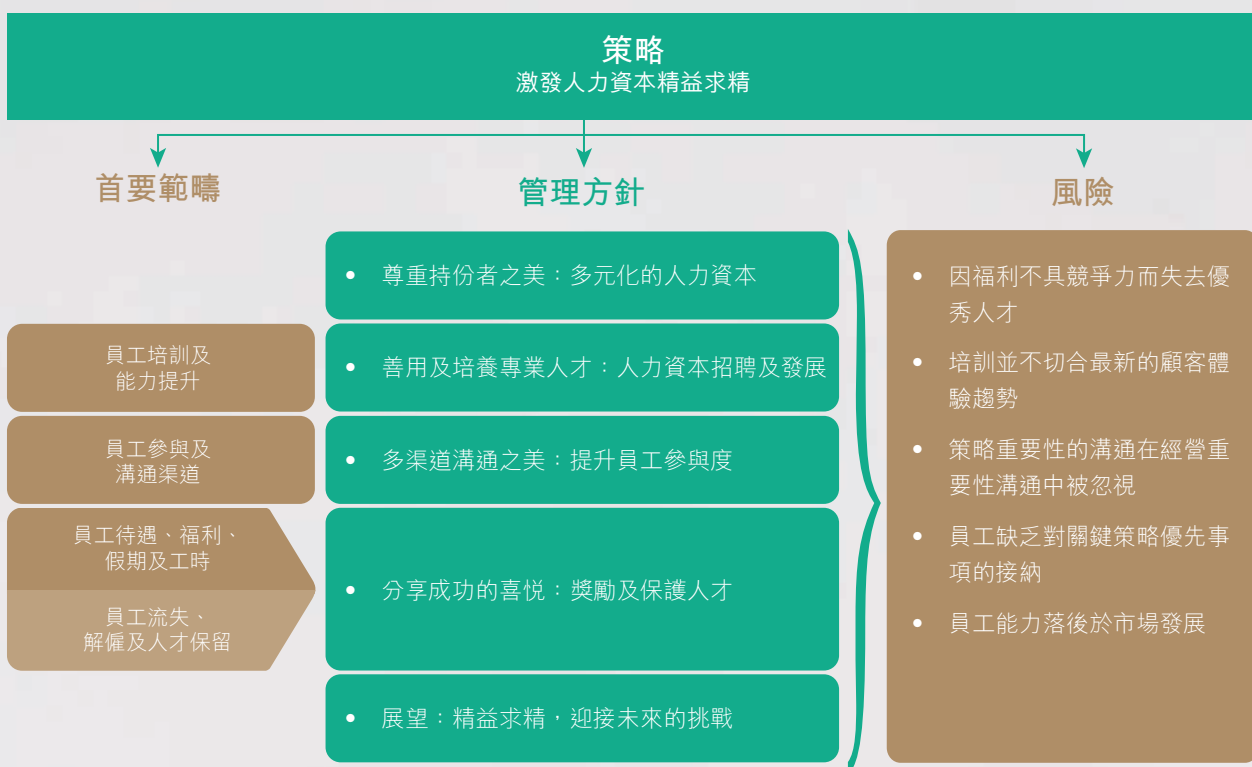 策略
激發人力資本精益求精
首要範疇
管理方針
風險
員工培訓及
能力提升
員工參與及
溝通渠道
員工待遇、福利、
假期及工時
員工流失、
解僱及人才保留
• 尊重持份者之美：多元化的人力資本
• 善用及培養專業人才：人力資本招聘及發展
• 多渠道溝通之美：提升員工參與度
• 分享成功的喜悅：獎勵及保護人才
• 展望：精益求精，迎接未來的挑戰
• 因福利不具競爭力而失去優
秀人才
• 培訓並不切合最新的顧客體
驗趨勢
• 策略重要性的溝通在經營重
要性溝通中被忽視
• 員工缺乏對關鍵策略優先事
項的接納
• 員工能力落後於市場發展